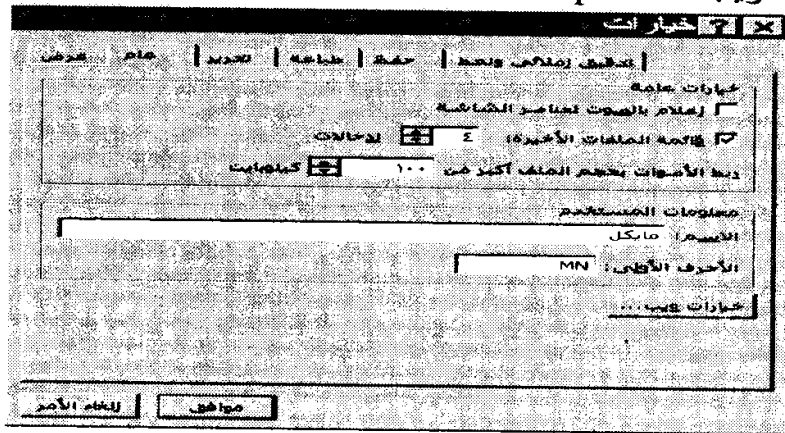 خيارات
عرض | عام | تحرير | طباعة | حفظ | تدقيق إملائي ونمط
خيارات عامة
إعلام بالصوت لعناصر الشاشة
قائمة الملفات الأخيرة: ٤ إدخالات
ربط الأصوات بحجم الملف أكبر من ١٠٠ كيلوبايت
معلومات المستخدم
الاسم: مايكل
الأحرف الأولى: MN
خيارات ويب...
موافق إلغاء الأمر